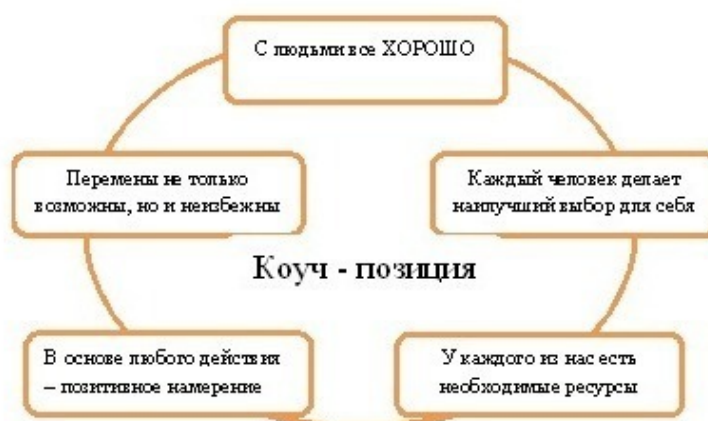 С людьми все ХОРОШО
Перемены не только
возможны, но и неизбежны
Каждый человек делает
наилучший выбор для себя
Коуч - позиция
В основе любого действия
– позитивное намерение
У каждого из нас есть
необходимые ресурсы